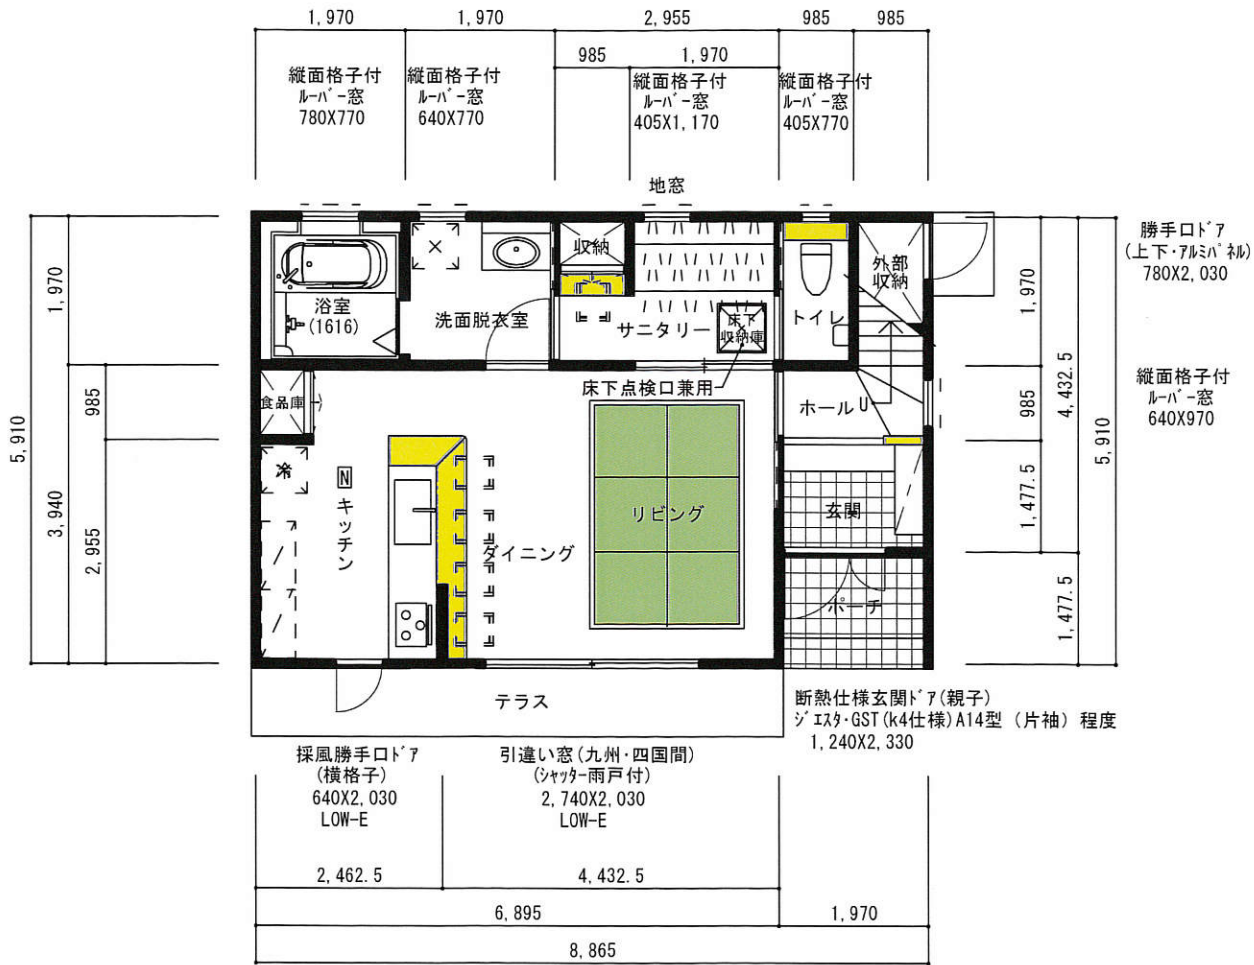 1,970
1,970
2,955
985
985
985
1,970
縦面格子付
ルーバー窓
780X770
縦面格子付
ルーバー窓
640X770
縦面格子付
ルーバー窓
405X1,170
縦面格子付
ルーバー窓
405X770
地窓
勝手口ドア
(上下・アルミパネル)
780X2,030
収納
外部
収納
浴室
(1616)
洗面脱衣室
サニタリー
床下
収納庫
トイレ
床下点検口兼用
ホール
U
食品庫
冷
N
キッチン
ダイニング
リビング
玄関
ポーチ
テラス
縦面格子付
ルーバー窓
640X970
1,970
985
3,940
2,955
5,910
1,970
985
1,477.5
4,432.5
1,477.5
5,910
断熱仕様玄関ドア(親子)
ジエスタ・GST(k4仕様)A14型 (片袖) 程度
1,240X2,330
採風勝手口ドア
(横格子)
640X2,030
LOW-E
引違い窓(九州・四国間)
(シャッター雨戸付)
2,740X2,030
LOW-E
2,462.5
4,432.5
6,895
1,970
8,865